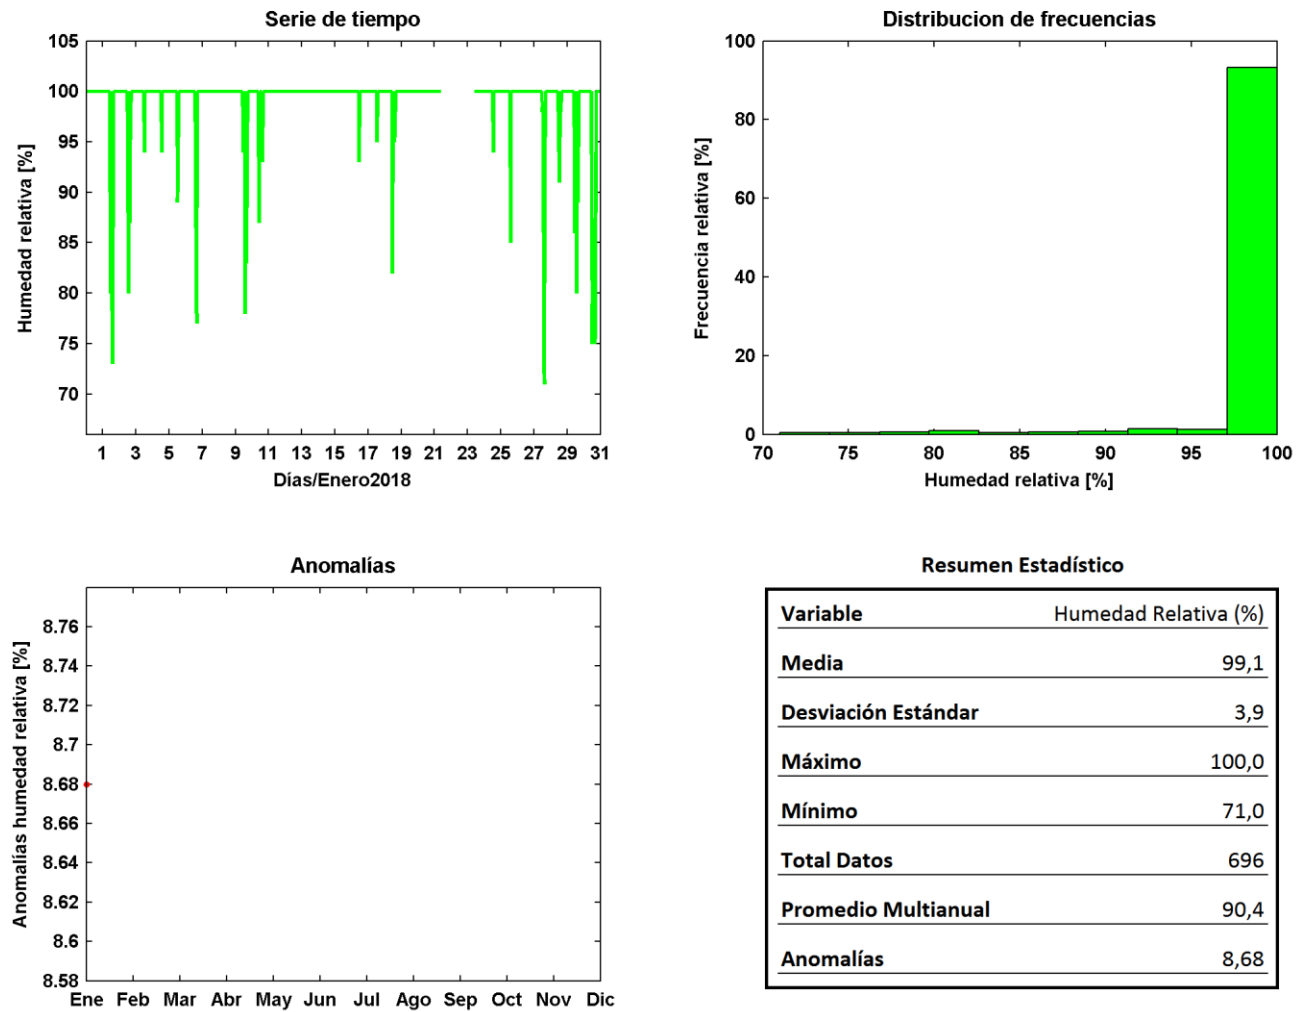 Serie de tiempo
105
100
95
90
85
80
75
70
Humedad relativa [%]
1 3 5 7 9 11 13 15 17 19 21 23 25 27 29 31
Días/Enero2018
Distribucion de frecuencias
100
80
60
40
20
0
Frecuencia relativa [%]
70 75 80 85 90 95 100
Humedad relativa [%]
Anomalías
8.76
8.74
8.72
8.7
8.68
8.66
8.64
8.62
8.6
8.58
Anomalías humedad relativa [%]
Ene Feb Mar Abr May Jun Jul Ago Sep Oct Nov Dic
Resumen Estadístico
Variable Humedad Relativa (%)
Media 99,1
Desviación Estándar 3,9
Máximo 100,0
Mínimo 71,0
Total Datos 696
Promedio Multianual 90,4
Anomalías 8,68